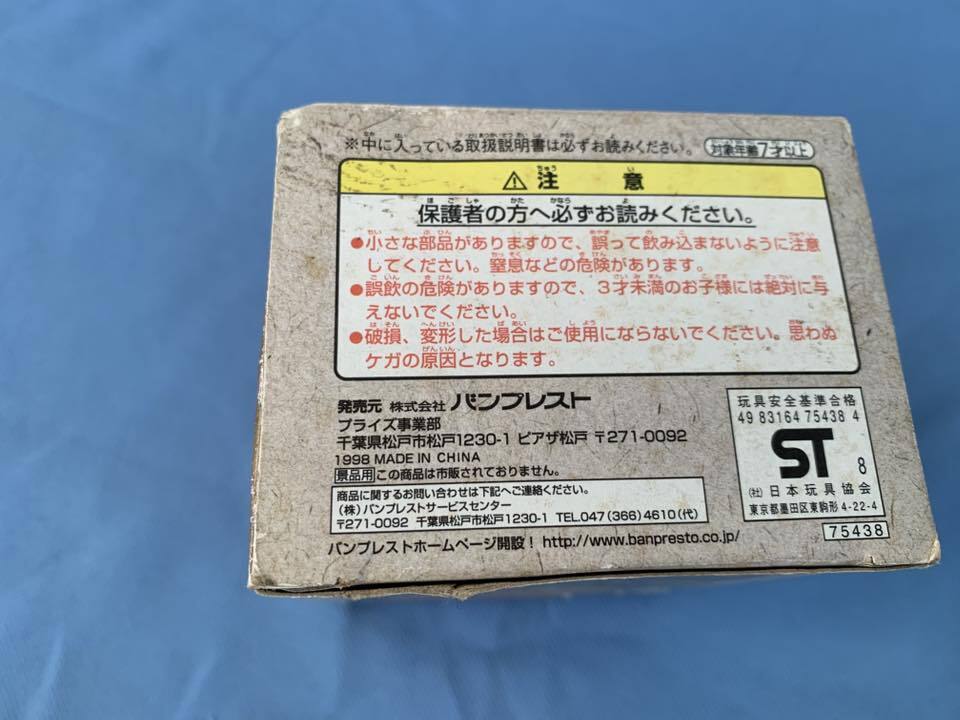 ※中に入っている取扱説明書は必ずお読みください。
対象年齢7才以上
⚠注 意
保護者の方へ必ずお読みください。
●小さな部品がありますので、誤って飲み込まないように注意
してください。窒息などの危険があります。
●誤飲の危険がありますので、3才未満のお子様には絶対に与
えないでください。
●破損、変形した場合はご使用にならないでください。思わぬ
ケガの原因となります。
発売元 株式会社 バンプレスト
プライズ事業部
千葉県松戸市松戸1230-1 ピアザ松戸 〒271-0092
1998 MADE IN CHINA
景品用 この商品は市販されておりません。
商品に関するお問い合わせは下記へご連絡ください。
(株)バンプレストサービスセンター
〒271-0092 千葉県松戸市松戸1230-1 TEL.047(366)4610(代)
バンプレストホームページ開設! http://www.banpresto.co.jp/
玩具安全基準合格
49 83164 75438 4
ST 8
(社)日本玩具協会
東京都墨田区東駒形4-22-4
75438